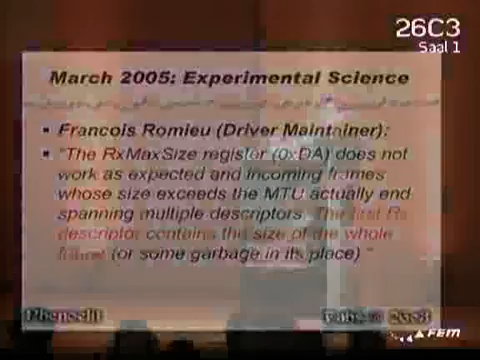 26C3
Saal 1
March 2005: Experimental Science
▪ Francois Romieu (Driver Maintainer):
▪ "The RxMaxSize register (0xDA) does not
work as expected and incoming frames
whose size exceeds the MTU actually end
spanning multiple descriptors. The first Rx
descriptor contains the size of the whole
frame (or some garbage in its place)."
Phenoelit
26C3
FEM